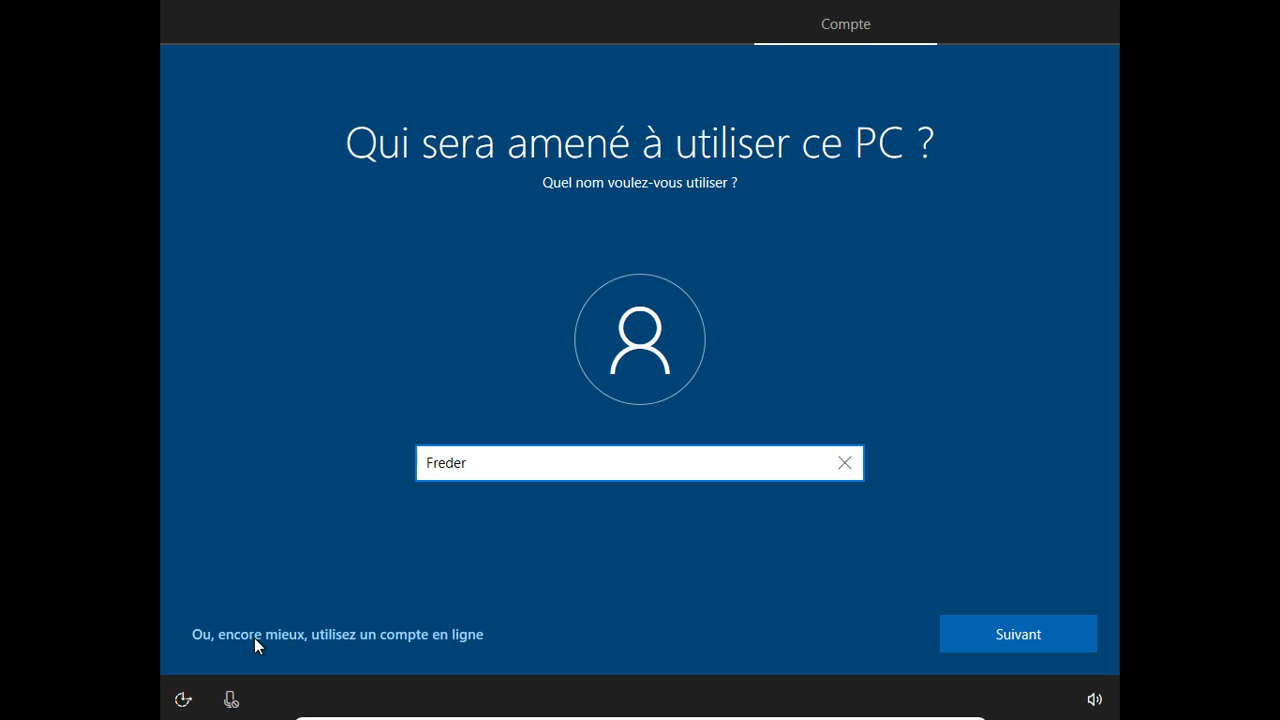 Compte
Qui sera amené à utiliser ce PC ?
Quel nom voulez-vous utiliser ?
Freder
Ou, encore mieux, utilisez un compte en ligne
Suivant